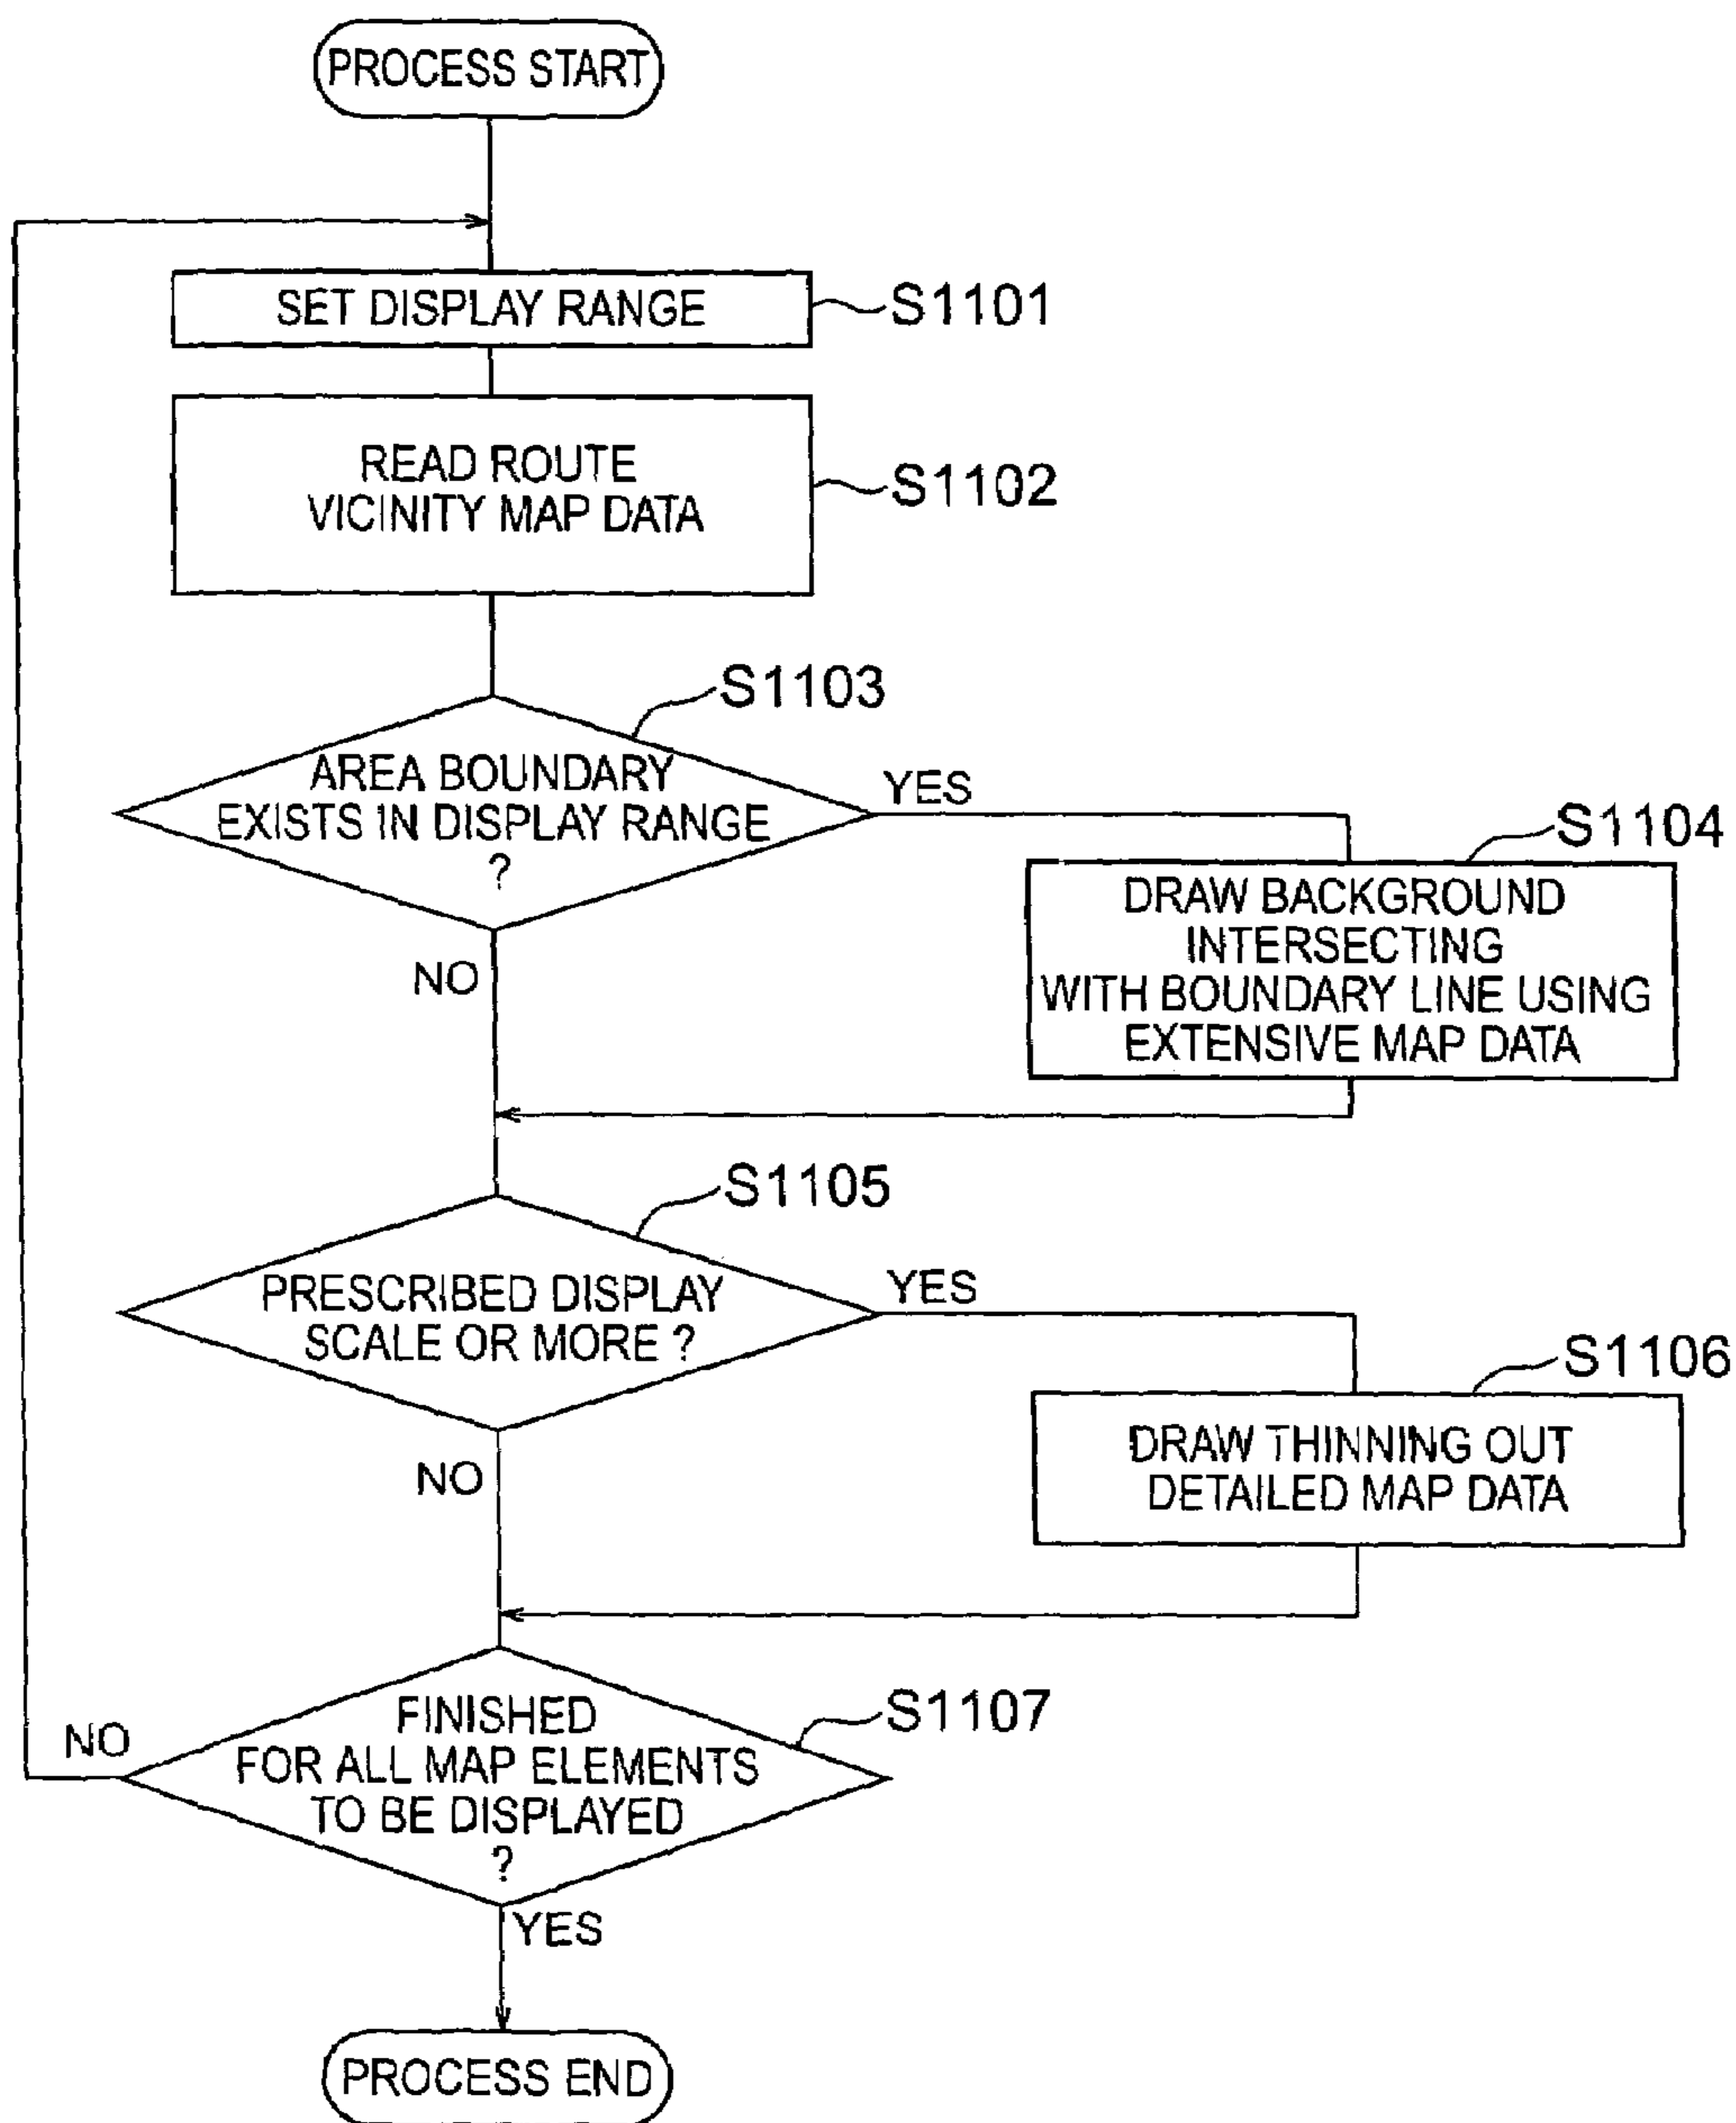 PROCESS START
SET DISPLAY RANGE
S1101
READ ROUTE
VICINITY MAP DATA
S1102
S1103
AREA BOUNDARY
EXISTS IN DISPLAY RANGE
?
YES
NO
S1104
DRAW BACKGROUND
INTERSECTING
WITH BOUNDARY LINE USING
EXTENSIVE MAP DATA
S1105
PRESCRIBED DISPLAY
SCALE OR MORE ?
YES
NO
S1106
DRAW THINNING OUT
DETAILED MAP DATA
S1107
FINISHED
FOR ALL MAP ELEMENTS
TO BE DISPLAYED
?
NO
YES
PROCESS END